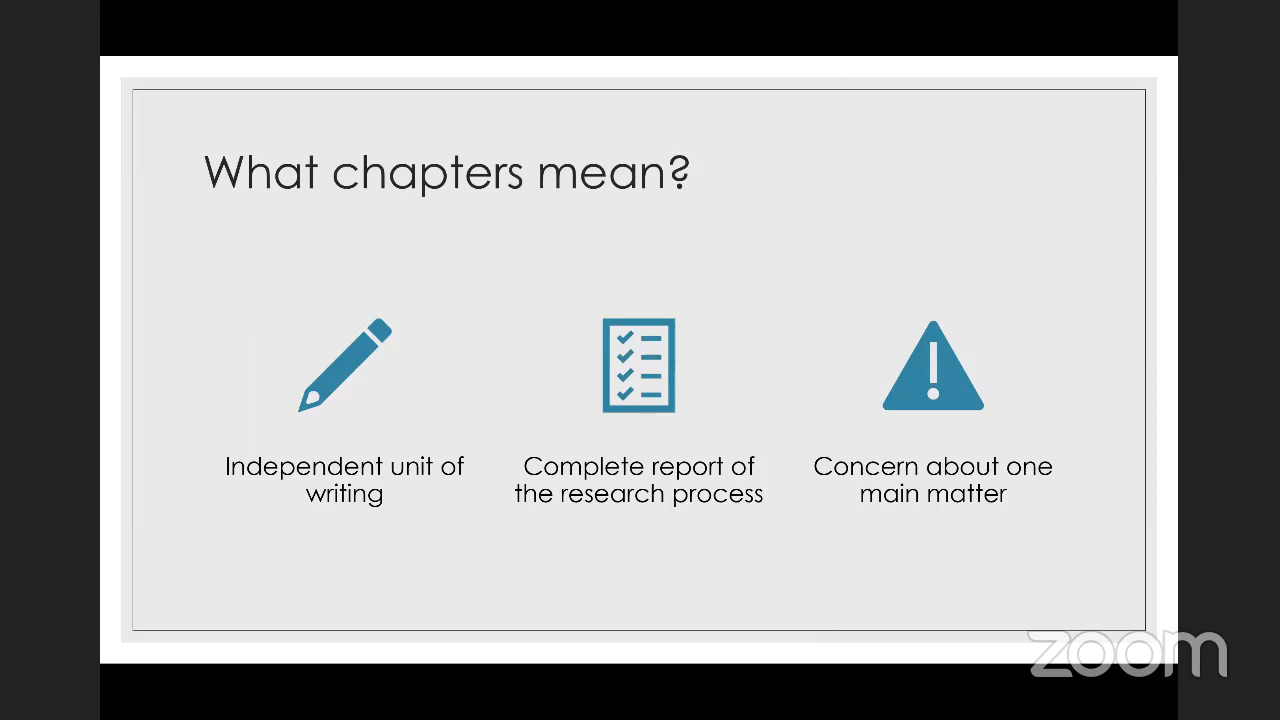 What chapters mean?
Independent unit of
writing
Complete report of
the research process
Concern about one
main matter
zoom